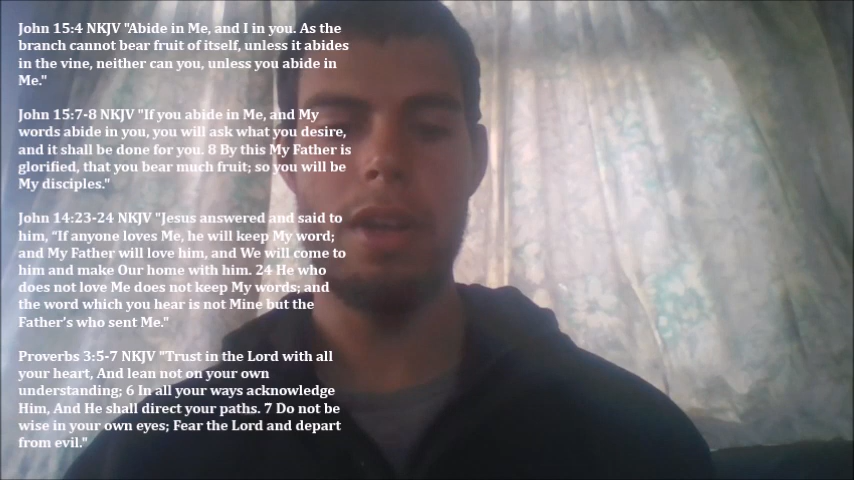 John 15:4 NKJV "Abide in Me, and I in you. As the
branch cannot bear fruit of itself, unless it abides
in the vine, neither can you, unless you abide in
Me."
John 15:7-8 NKJV "If you abide in Me, and My
words abide in you, you will ask what you desire,
and it shall be done for you. 8 By this My Father is
glorified, that you bear much fruit; so you will be
My disciples."
John 14:23-24 NKJV "Jesus answered and said to
him, “If anyone loves Me, he will keep My word;
and My Father will love him, and We will come to
him and make Our home with him. 24 He who
does not love Me does not keep My words; and
the word which you hear is not Mine but the
Father’s who sent Me."
Proverbs 3:5-7 NKJV "Trust in the Lord with all
your heart, And lean not on your own
understanding; 6 In all your ways acknowledge
Him, And He shall direct your paths. 7 Do not be
wise in your own eyes; Fear the Lord and depart
from evil."